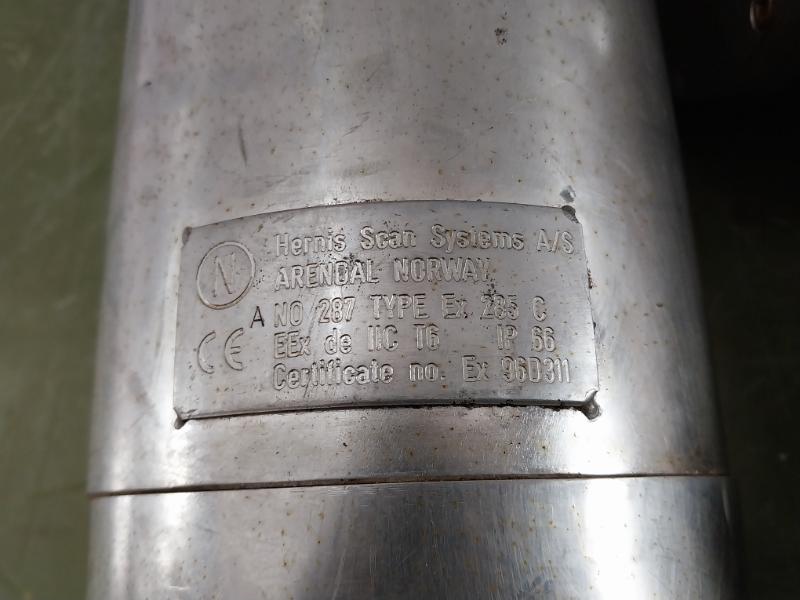 N
Hernis Scan Systems A/S
ARENDAL NORWAY
A NO/287 TYPE Ex 285 C
CE
EEx de IIC T6 IP 66
Certificate no. Ex 96D311